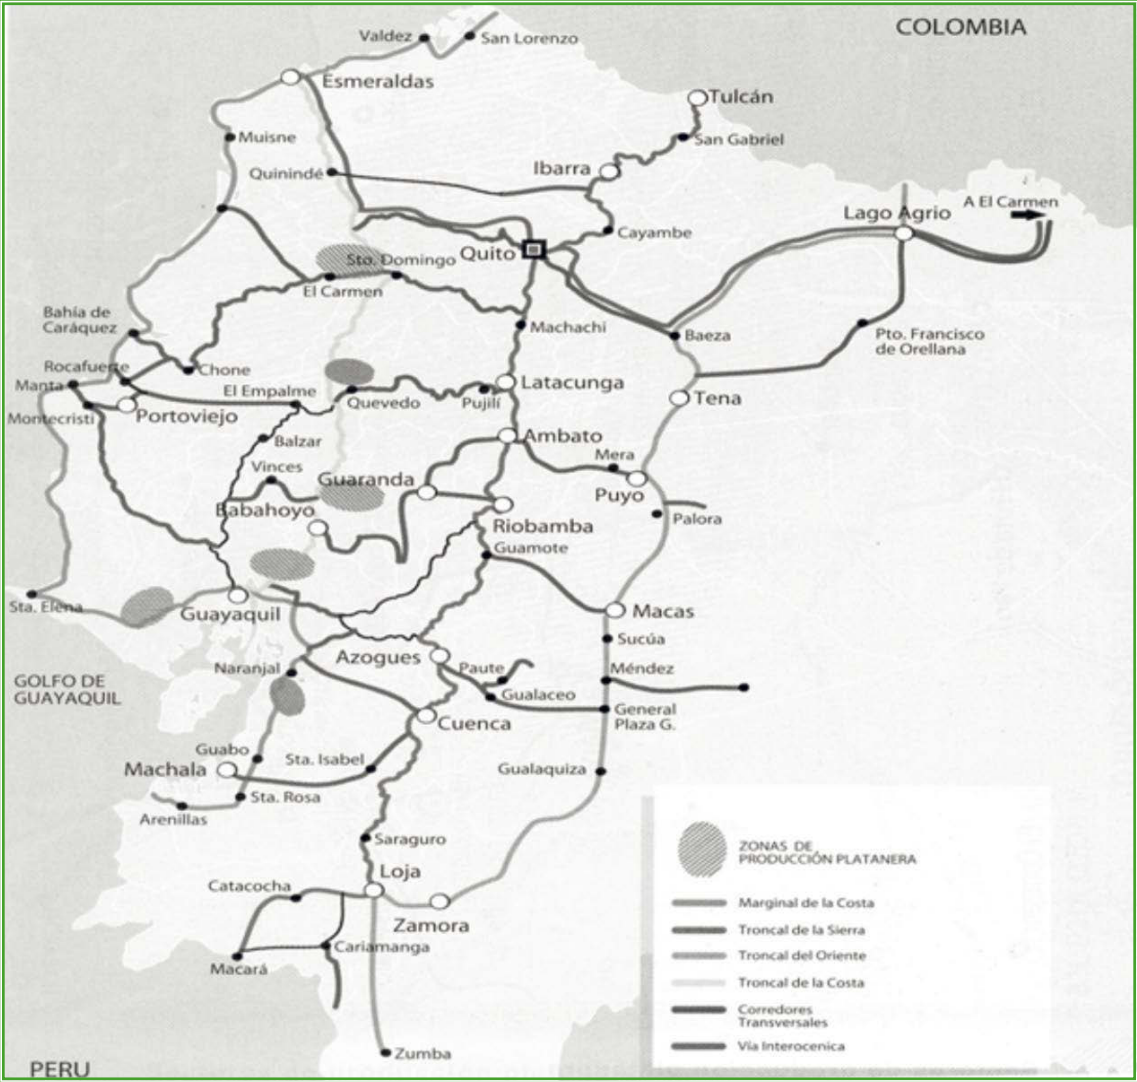 COLOMBIA
Valdez
San Lorenzo
Esmeraldas
Tulcán
Muisne
San Gabriel
Ibarra
Quinindé
A El Carmen
Lago Agrio
Cayambe
Quito
Sto. Domingo
El Carmen
Bahía de
Caráquez
Machachi
Baeza
Pto. Francisco
de Orellana
Rocafuerte
Chone
Manta
El Empalme
Latacunga
Quevedo
Pujilí
Tena
Montecristi
Portoviejo
Balzar
Ambato
Mera
Vinces
Guaranda
Puyo
Babahoyo
Riobamba
Palora
Guamote
Sta. Elena
Guayaquil
Macas
Sucúa
Azogues
Naranjal
Paute
Méndez
GOLFO DE
GUAYAQUIL
Gualaceo
General
Plaza G.
Cuenca
Guabo
Sta. Isabel
Machala
Gualaquiza
Sta. Rosa
Arenillas
Saraguro
Loja
Catacocha
Zamora
Cariamanga
Macará
Zumba
PERU
ZONAS DE
PRODUCCIÓN PLATANERA
Marginal de la Costa
Troncal de la Sierra
Troncal del Oriente
Troncal de la Costa
Corredores
Transversales
Vía Interocenica